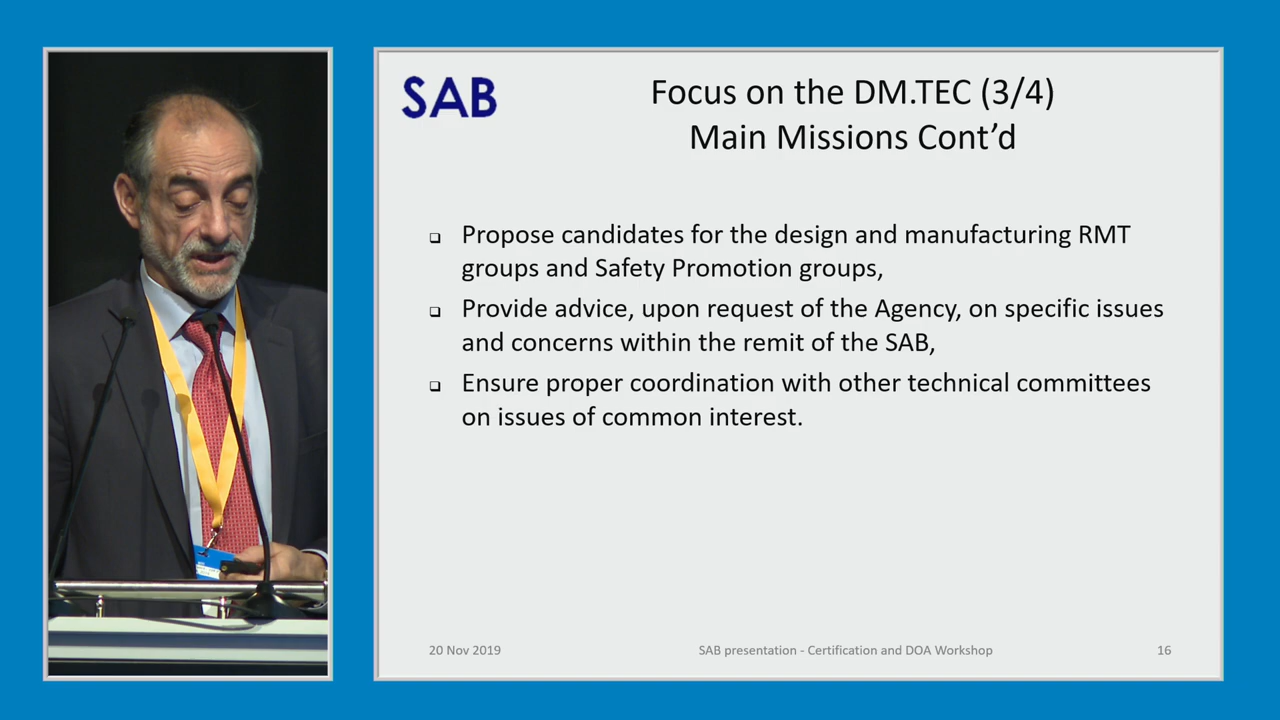 SAB
Focus on the DM.TEC (3/4)
Main Missions Cont’d
❑ Propose candidates for the design and manufacturing RMT
groups and Safety Promotion groups,
❑ Provide advice, upon request of the Agency, on specific issues
and concerns within the remit of the SAB,
❑ Ensure proper coordination with other technical committees
on issues of common interest.
20 Nov 2019
SAB presentation - Certification and DOA Workshop
16